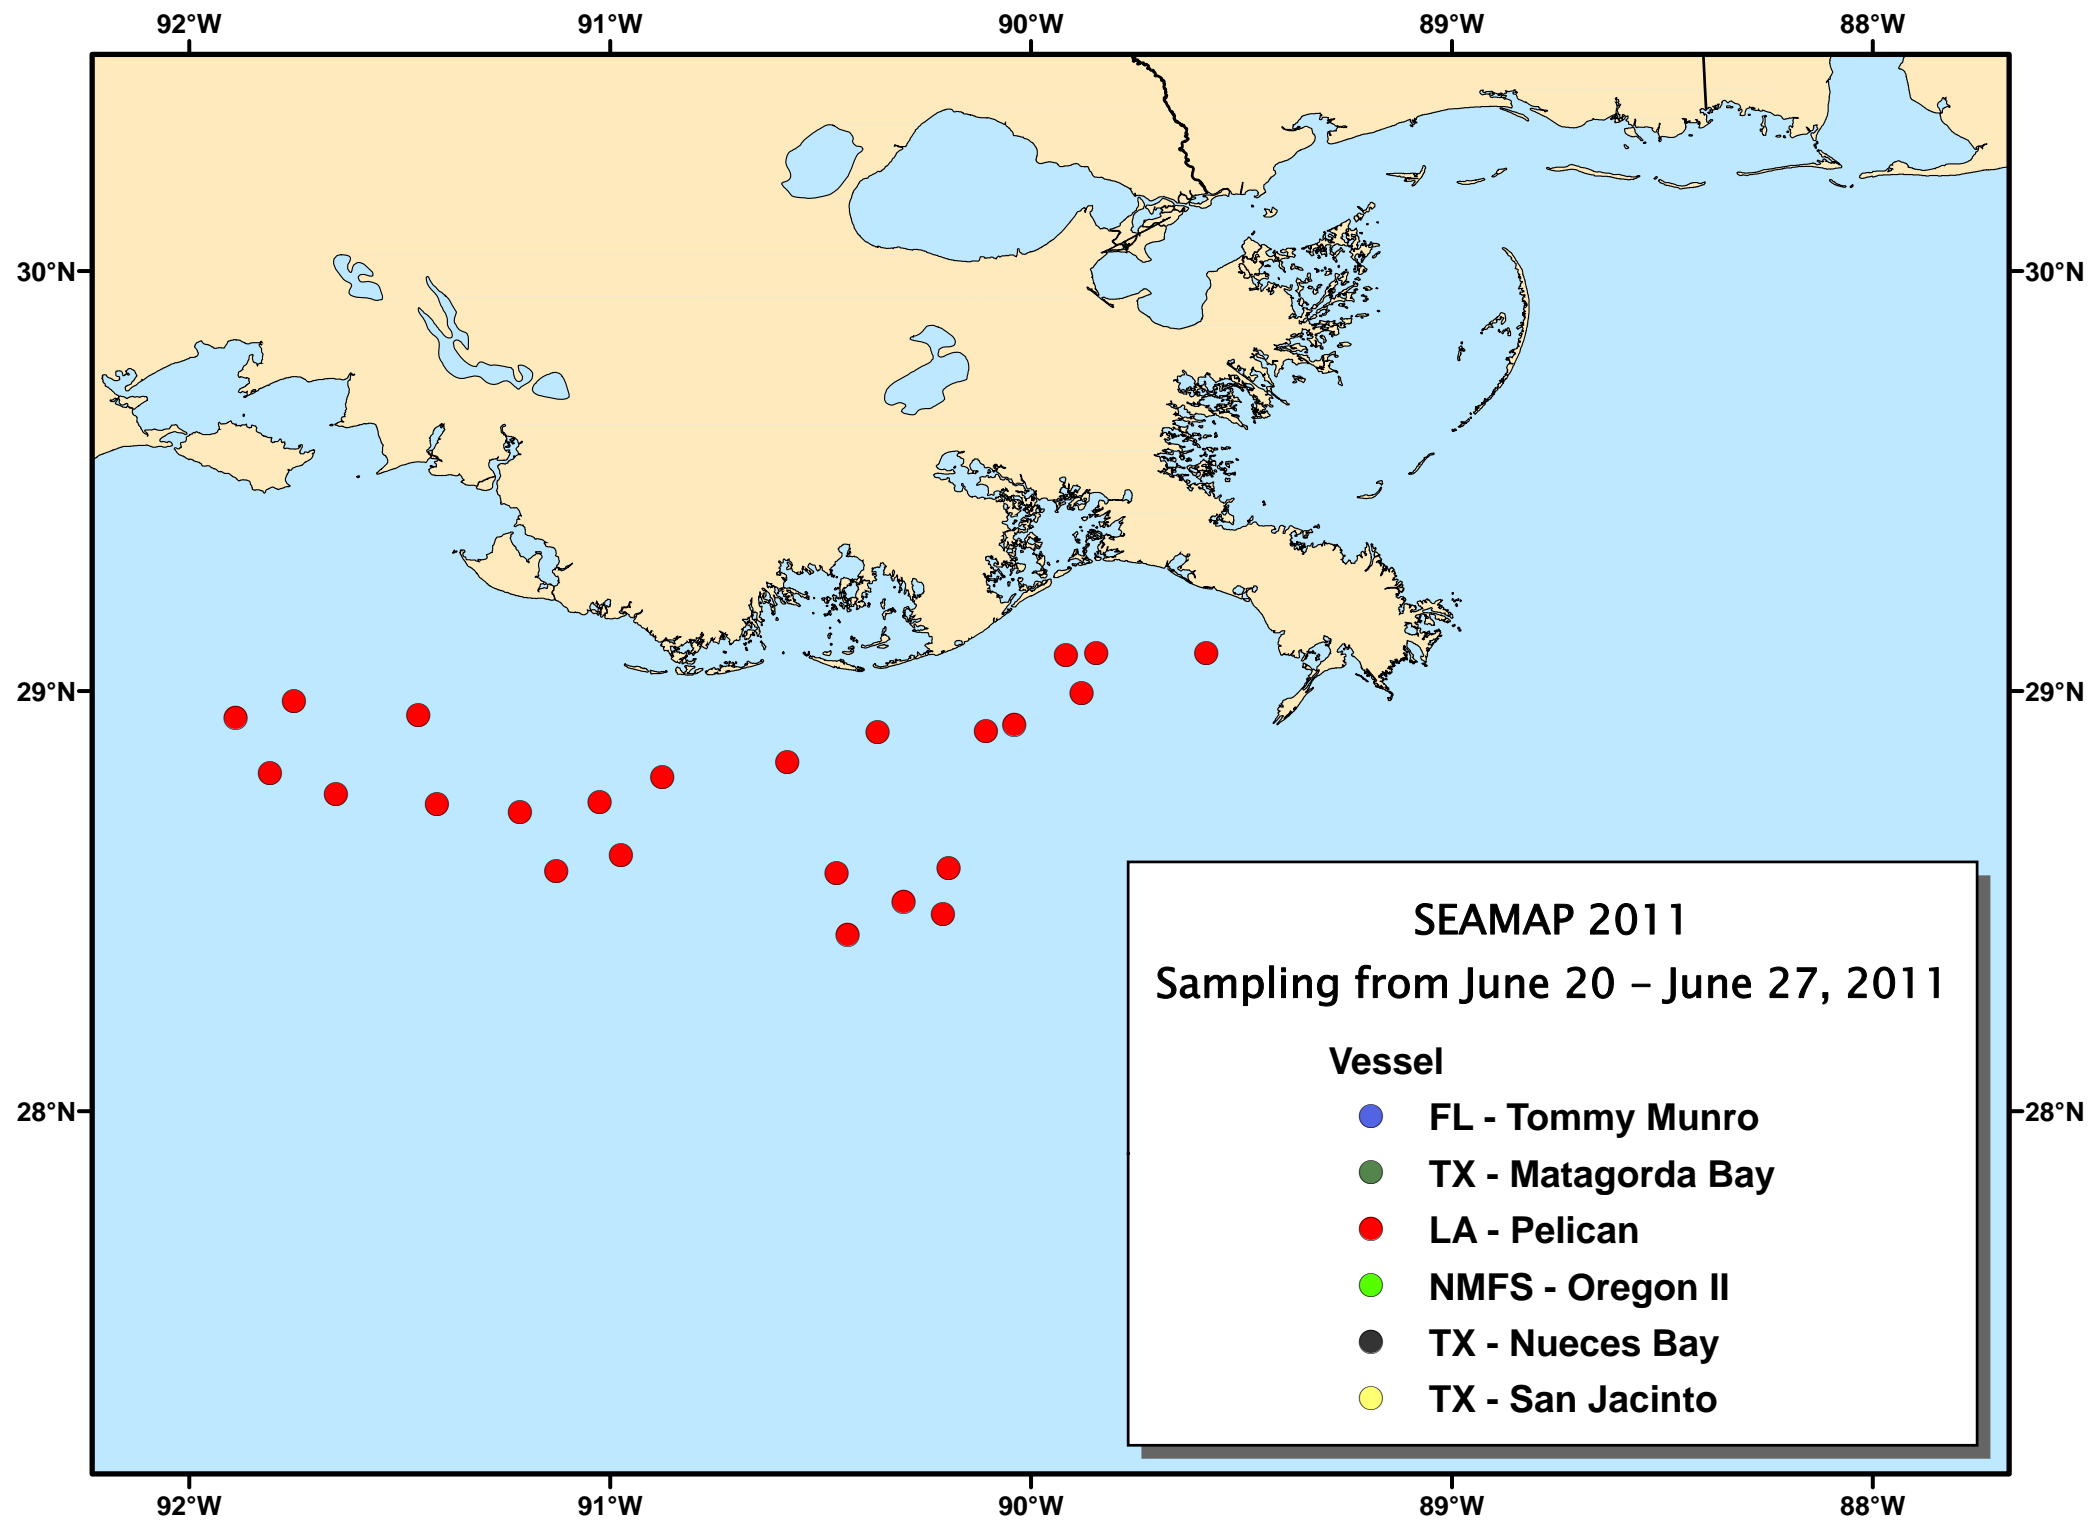 92°W 91°W 90°W 89°W 88°W
30°N 30°N
29°N 29°N
28°N 28°N
SEAMAP 2011
Sampling from June 20 - June 27, 2011
Vessel
FL - Tommy Munro
TX - Matagorda Bay
LA - Pelican
NMFS - Oregon II
TX - Nueces Bay
TX - San Jacinto
92°W 91°W 90°W 89°W 88°W